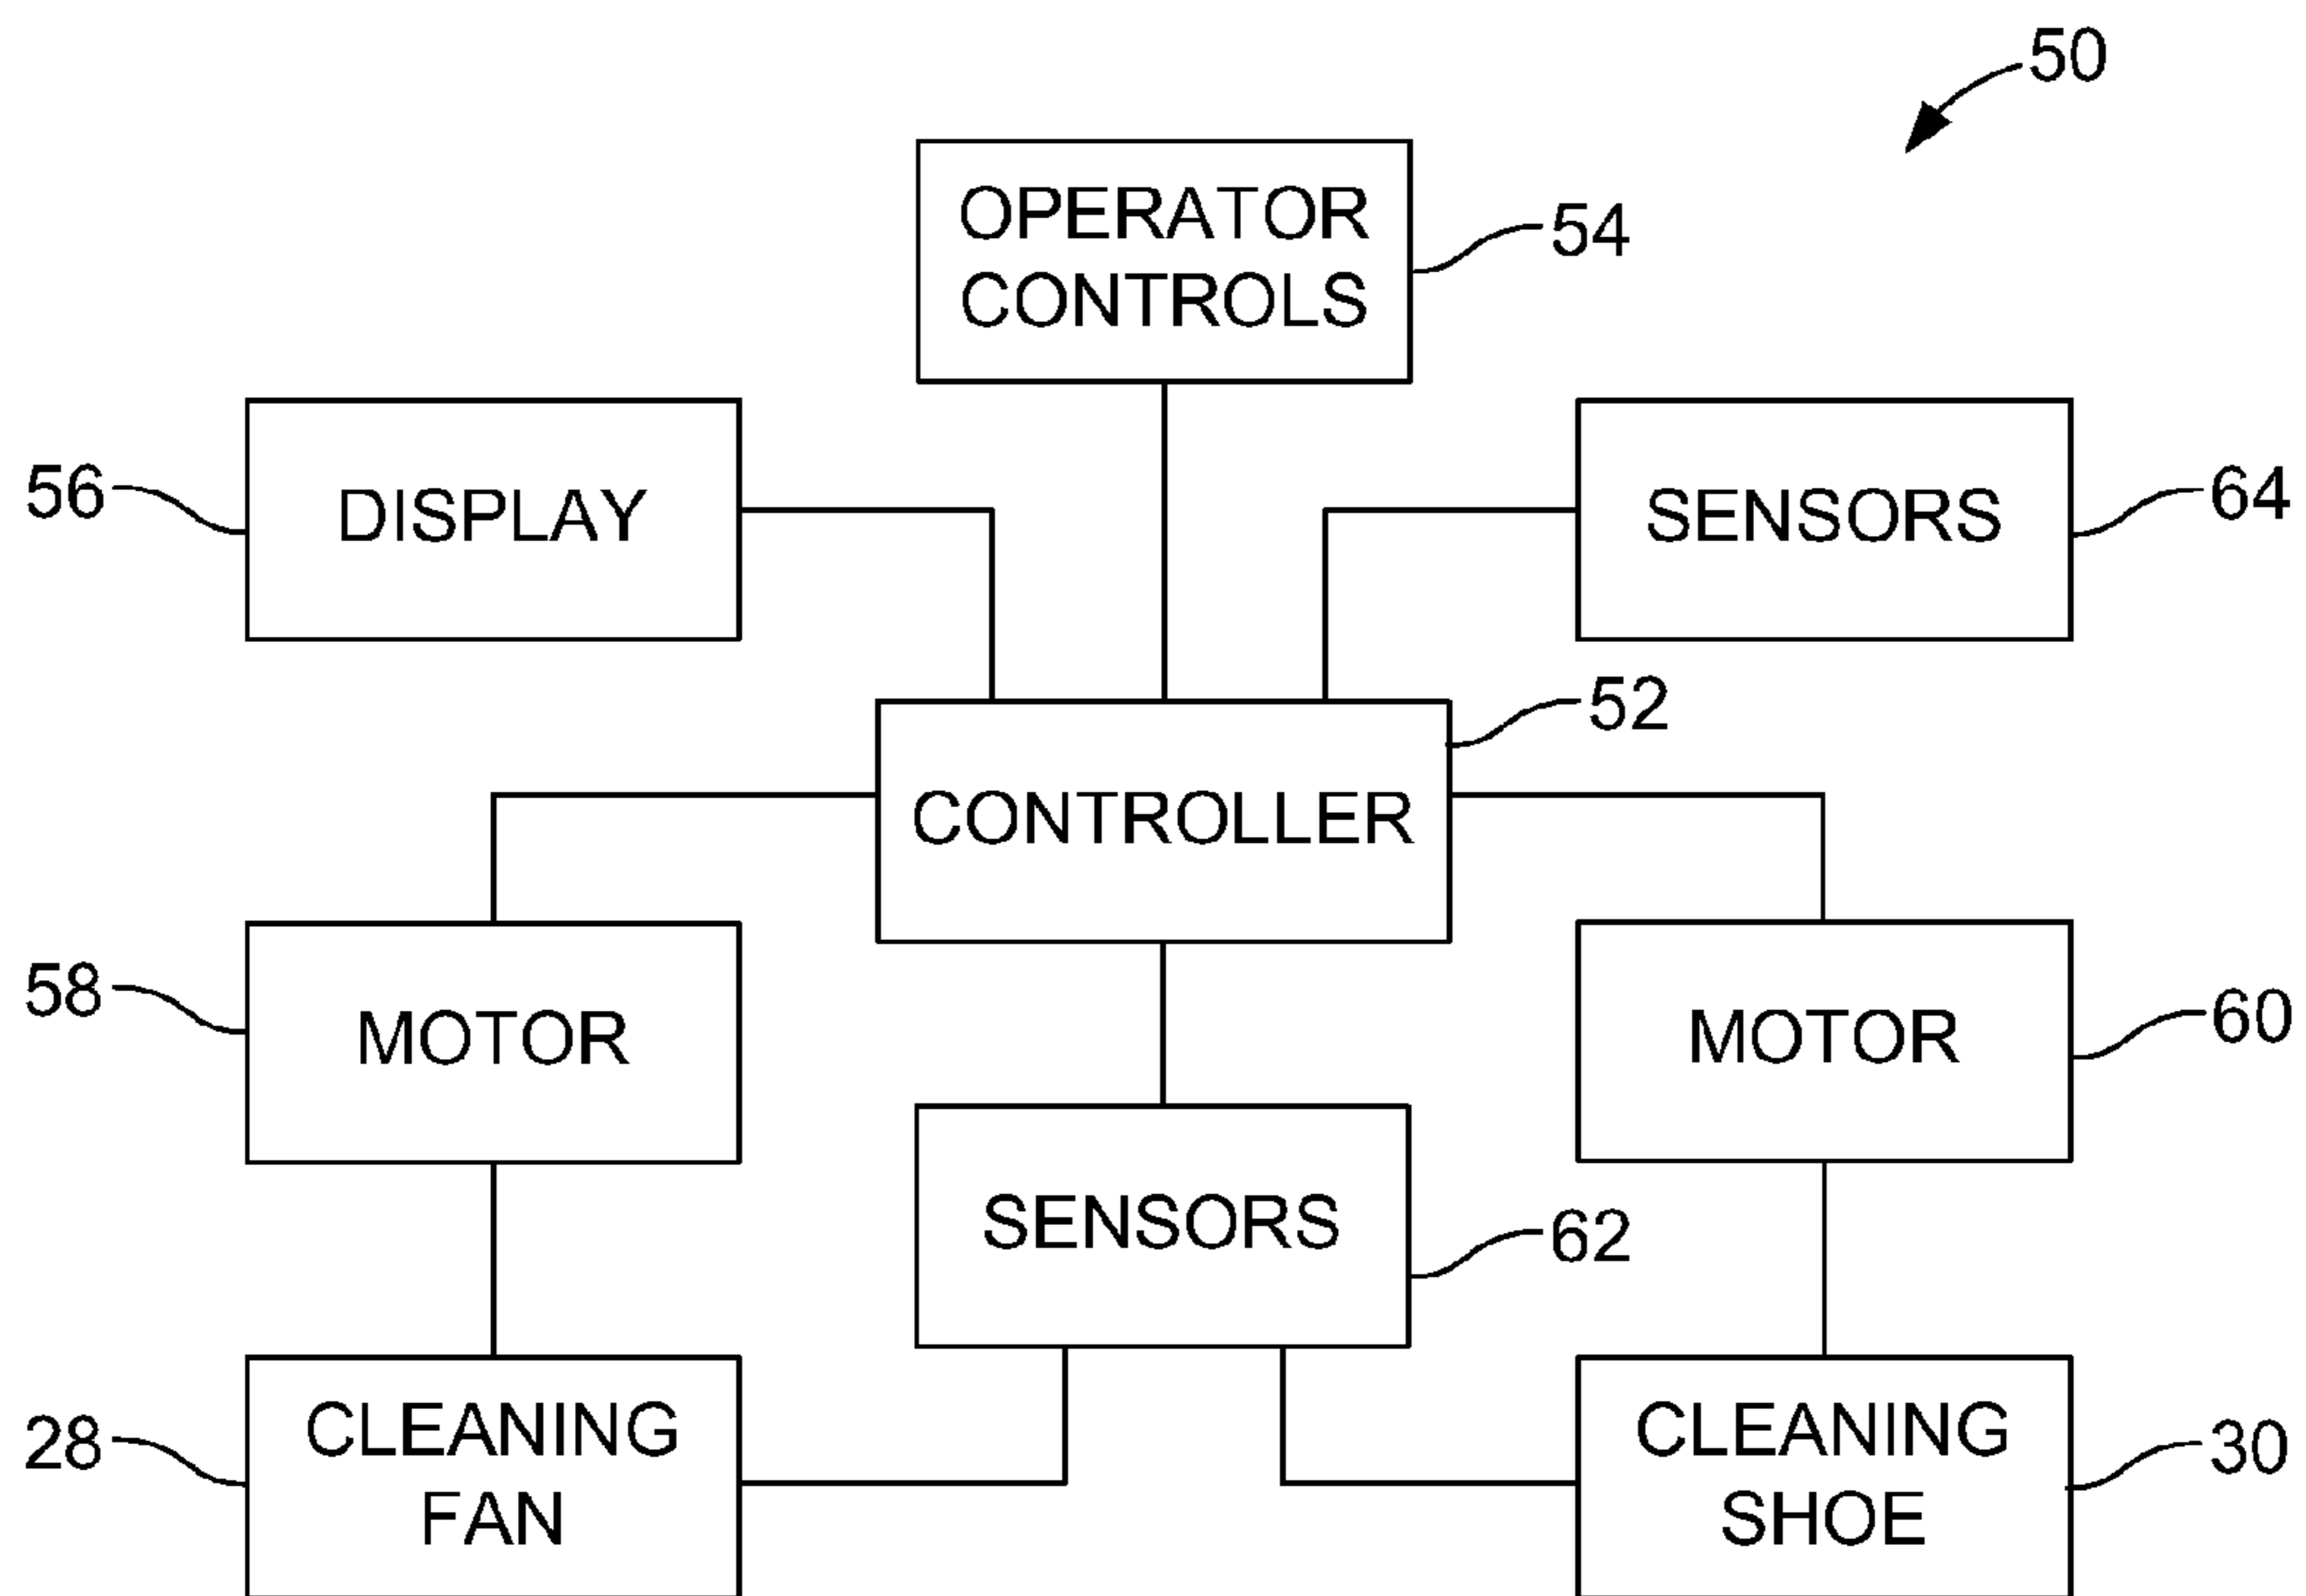 50
OPERATOR
CONTROLS
54
56
DISPLAY
SENSORS
64
52
CONTROLLER
58
MOTOR
MOTOR
60
SENSORS
62
28
CLEANING
FAN
CLEANING
SHOE
30